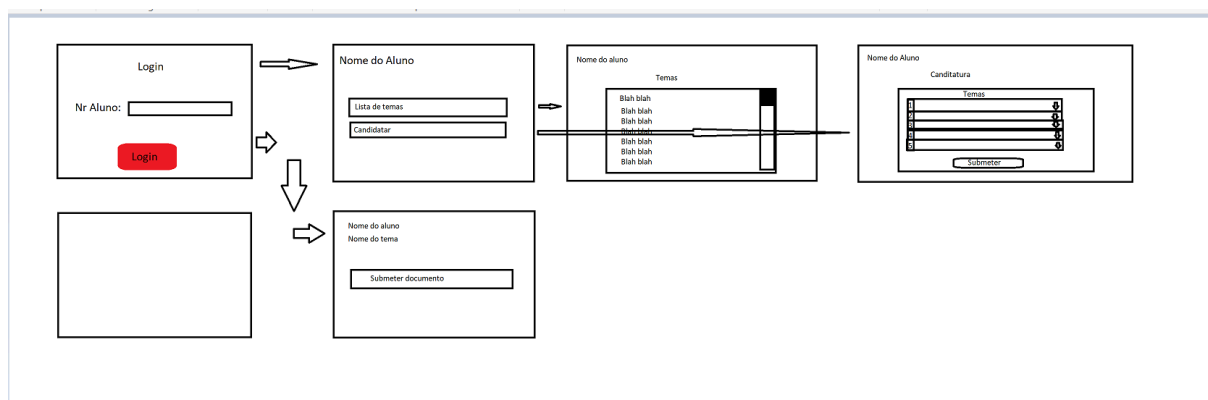 Login
Nr Aluno:
Login
Nome do Aluno
Lista de temas
Candidatar
Nome do aluno
Temas
Blah blah
Blah blah
Blah blah
Blah blah
Blah blah
Blah blah
Blah blah
Nome do Aluno
Canditatura
Temas
1
2
3
4
5
Submeter
Nome do aluno
Nome do tema
Submeter documento